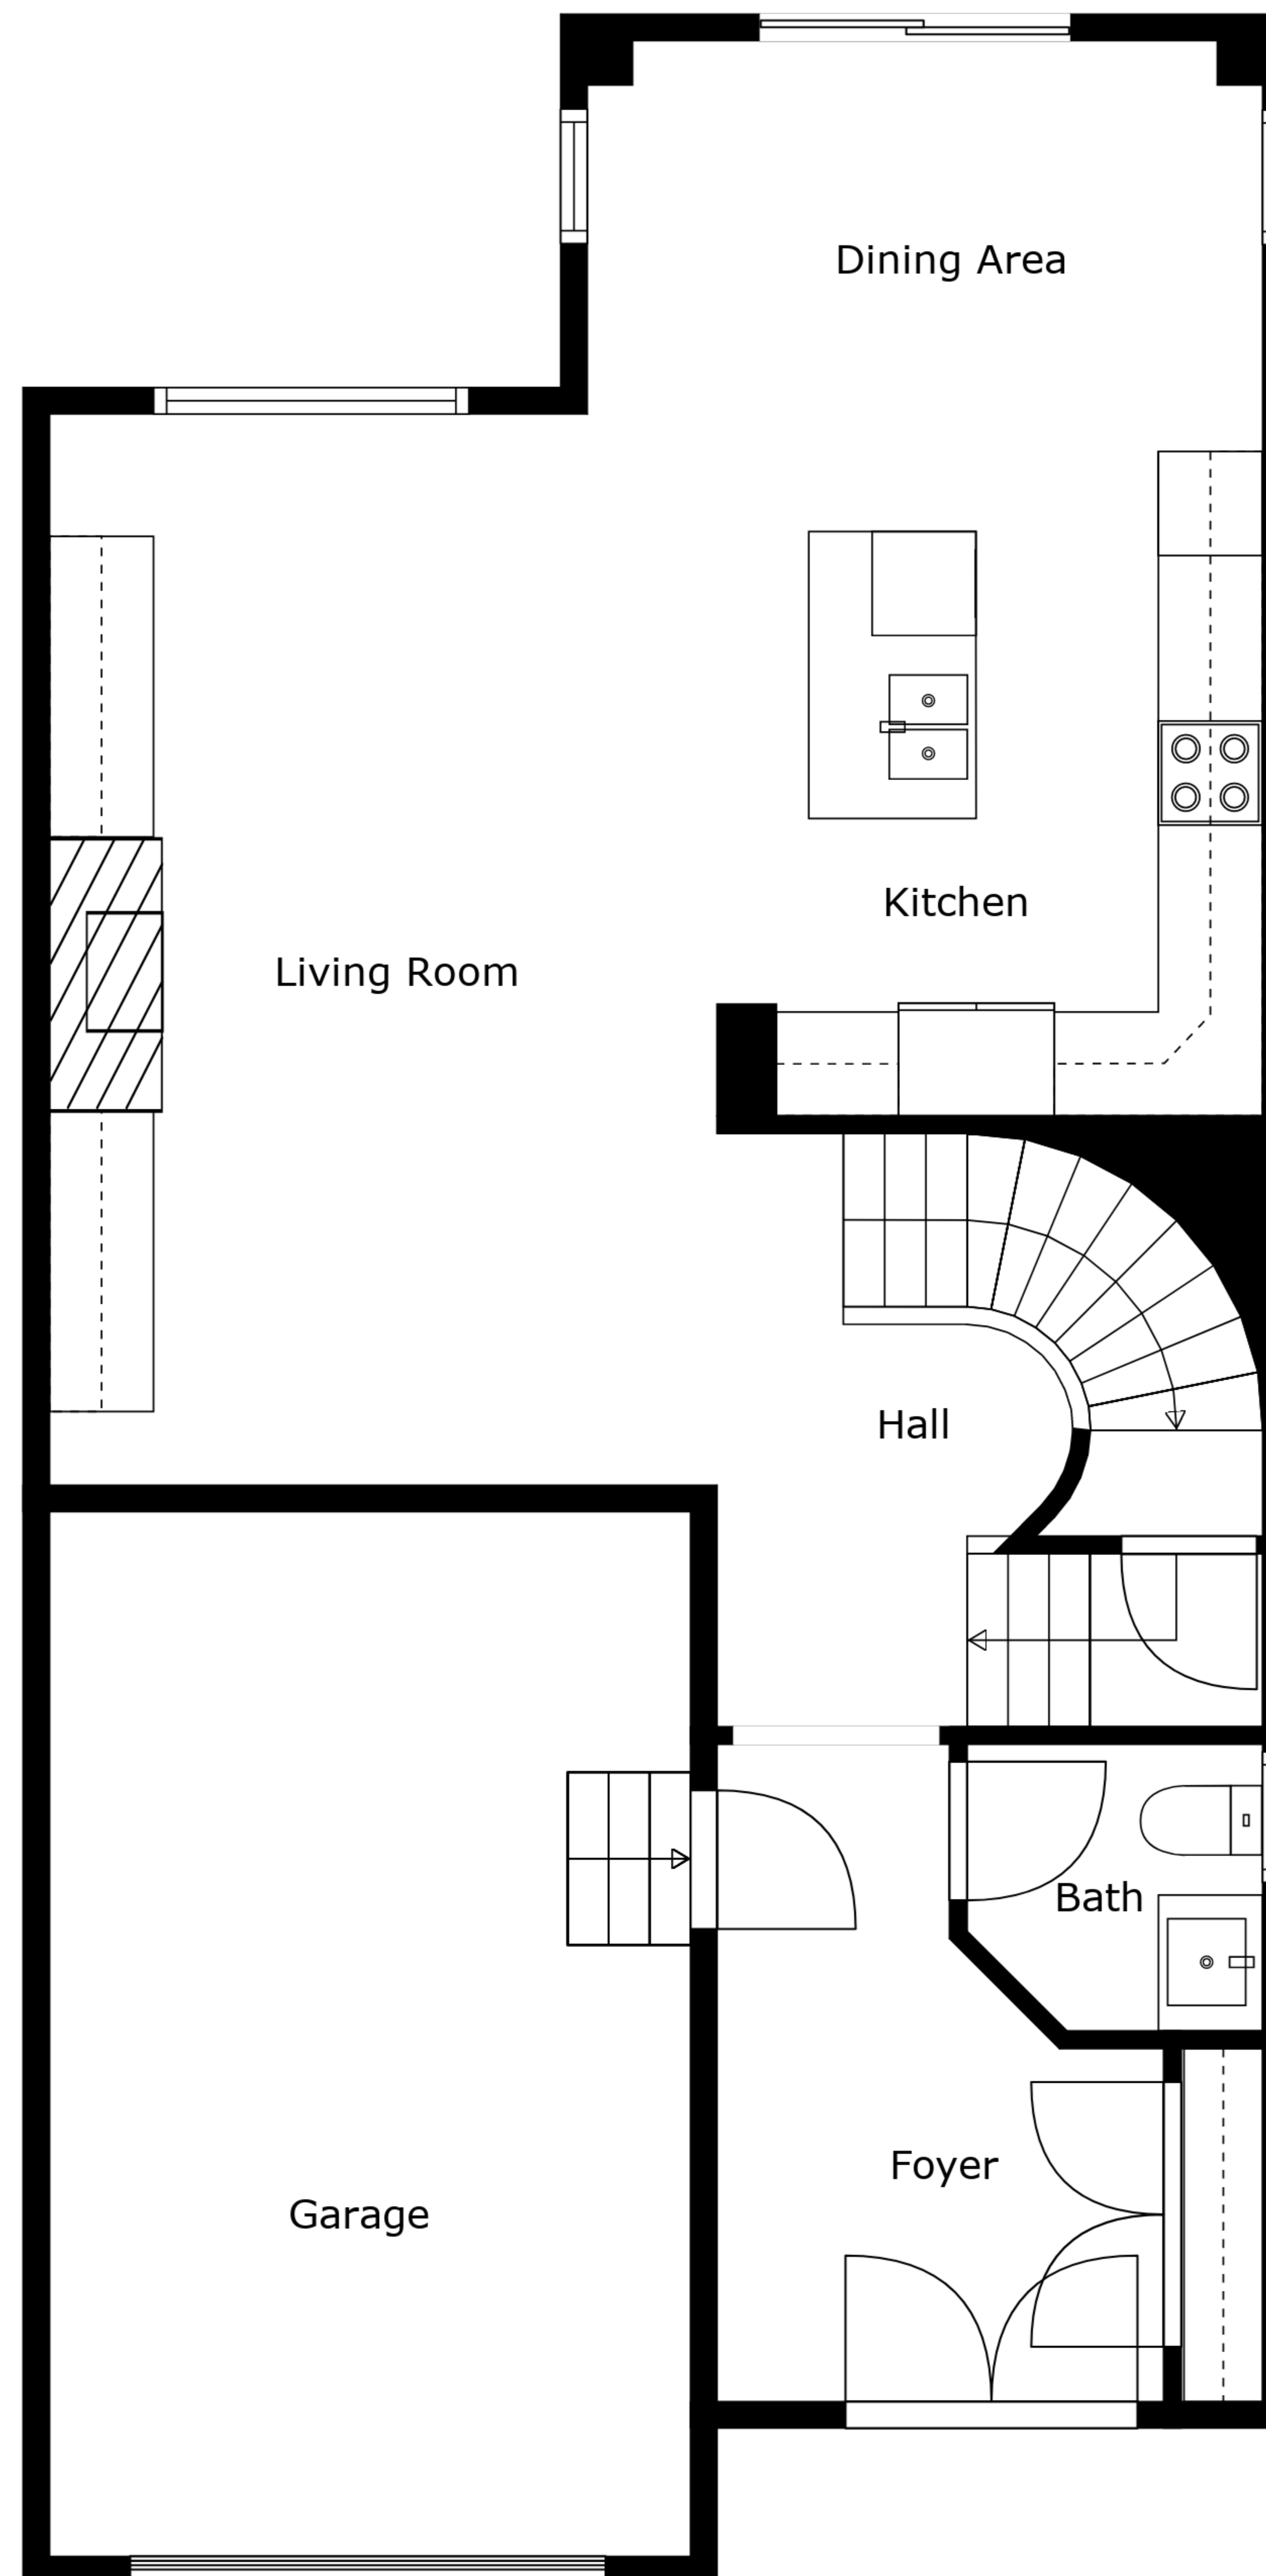 Dining Area
Kitchen
Living Room
Hall
Bath
Foyer
Garage